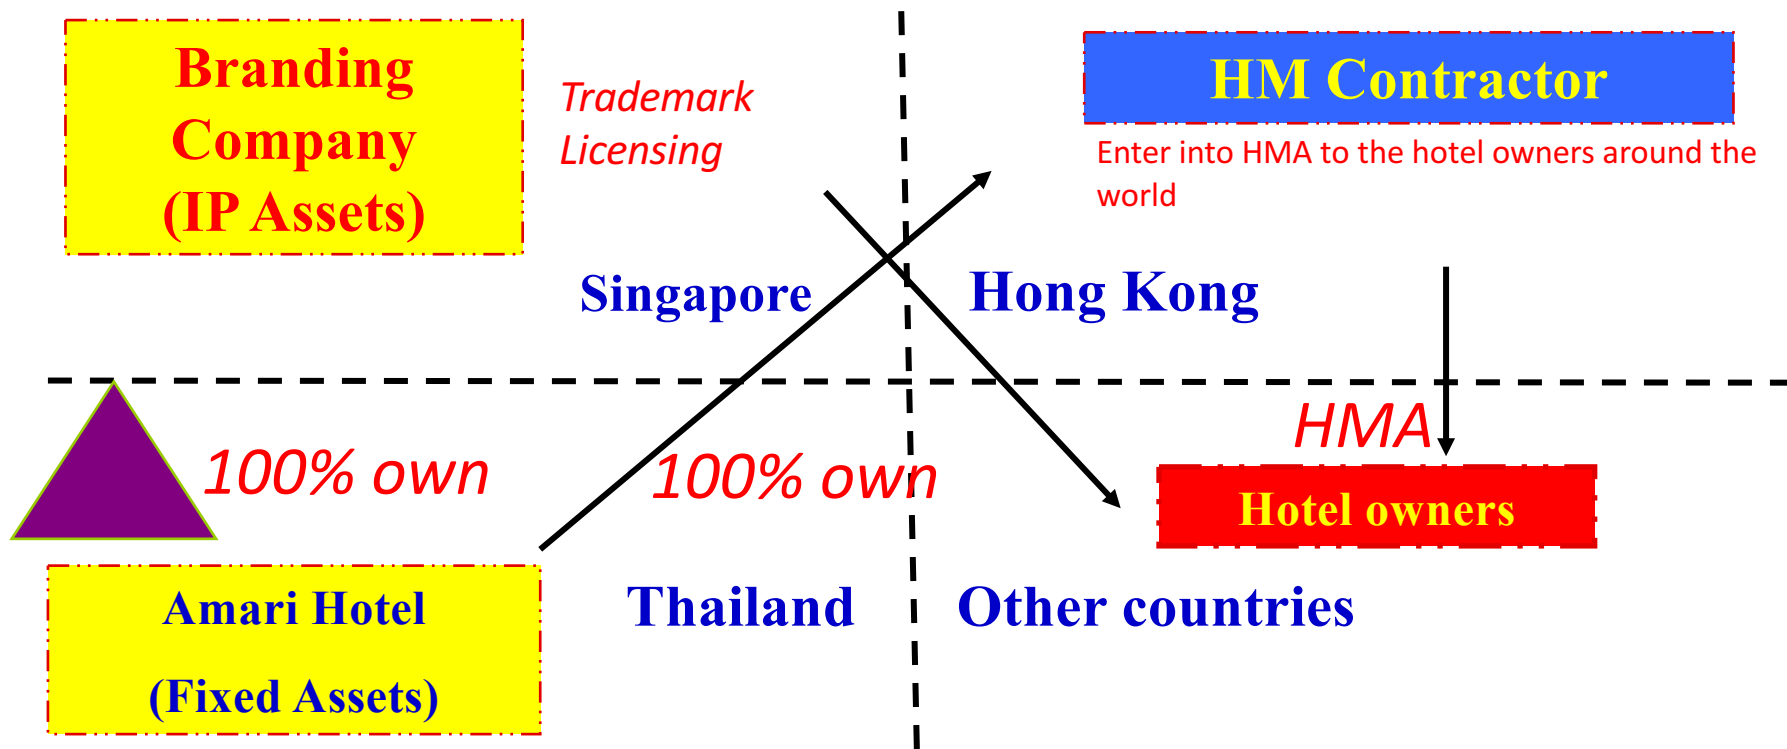 Branding
Company
(IP Assets)
Trademark
Licensing
HM Contractor
Enter into HMA to the hotel owners around the
world
Singapore
Hong Kong
100% own
100% own
HMA
Hotel owners
Amari Hotel
(Fixed Assets)
Thailand
Other countries